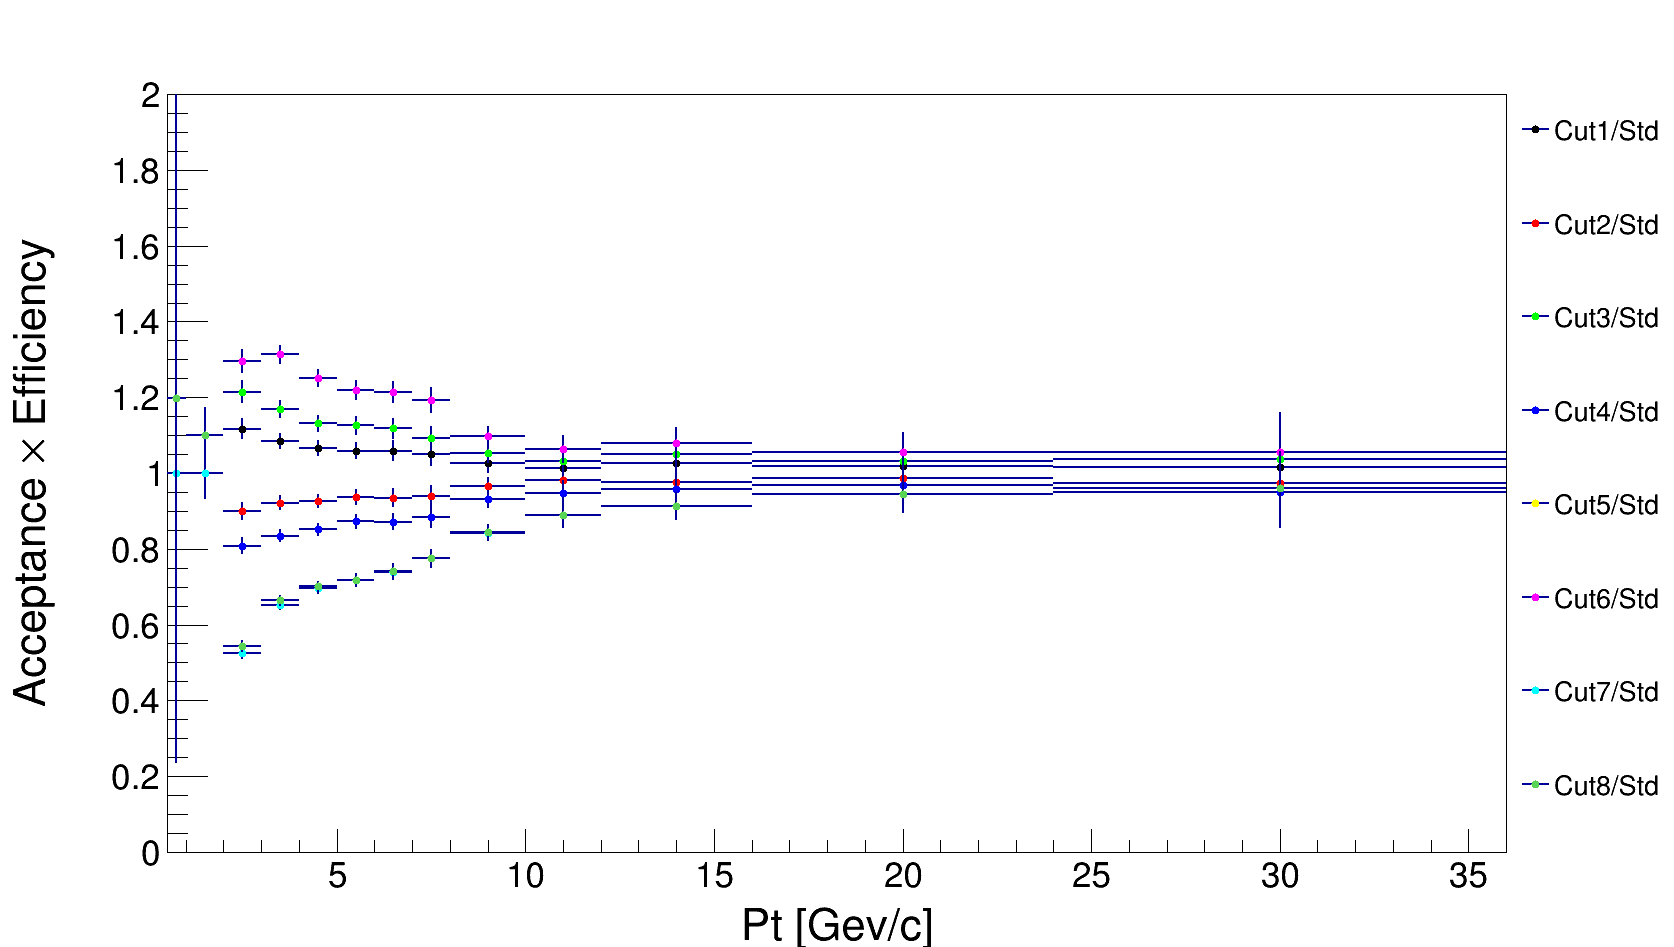 Acceptance × Efficiency
2
1.8
1.6
1.4
1.2
1
0.8
0.6
0.4
0.2
0
5 10 15 20 25 30 35
Pt [Gev/c]
Cut1/Std
Cut2/Std
Cut3/Std
Cut4/Std
Cut5/Std
Cut6/Std
Cut7/Std
Cut8/Std